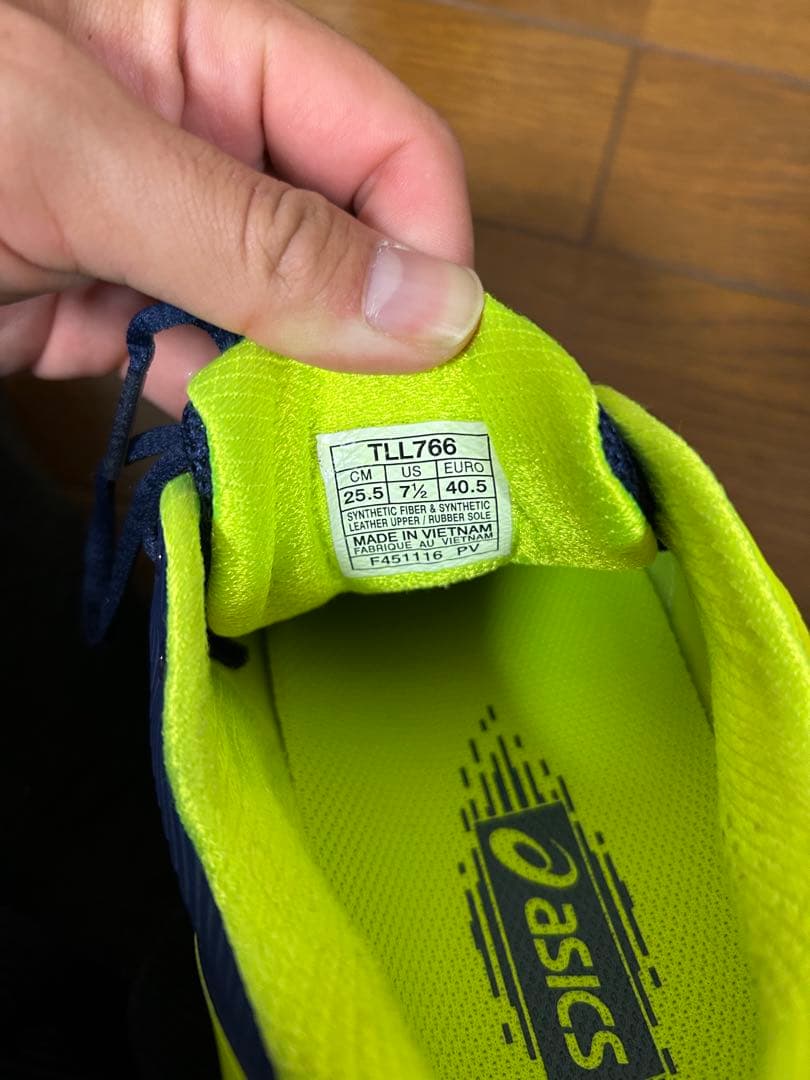 TLL766
CM US EURO
25.5 7½ 40.5
SYNTHETIC FIBER & SYNTHETIC
LEATHER UPPER / RUBBER SOLE
MADE IN VIETNAM
FABRIQUE AU VIETNAM
F451116 PV
asics